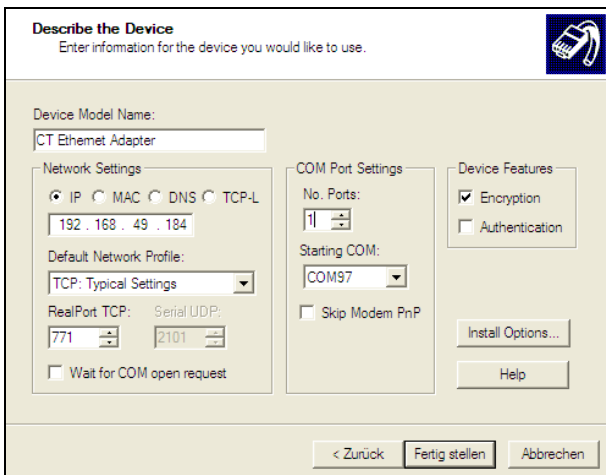 Describe the Device
Enter information for the device you would like to use.
Device Model Name:
CT Ethernet Adapter
Network Settings
IP MAC DNS TCP-L
192 . 168 . 49 . 184
Default Network Profile:
TCP: Typical Settings
RealPort TCP: Serial UDP:
771 2101
Wait for COM open request
COM Port Settings
No. Ports:
1
Starting COM:
COM97
Skip Modem PnP
Device Features
Encryption
Authentication
Install Options...
Help
< Zurück Fertig stellen Abbrechen